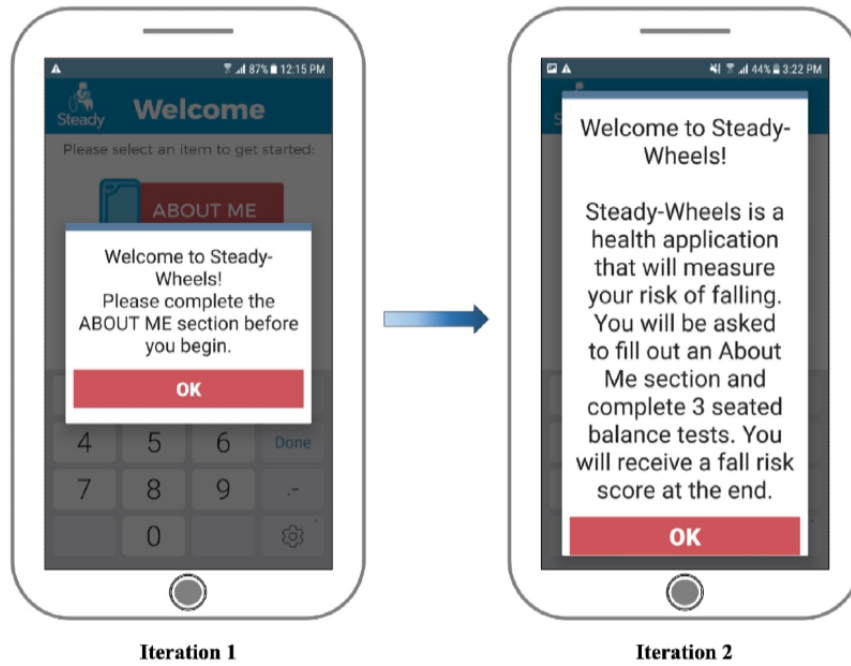 87% 12:15 PM
Steady
Welcome
Please select an item to get started:
ABOUT ME
Welcome to Steady-
Wheels!
Please complete the
ABOUT ME section before
you begin.
OK
4 5 6 Done
7 8 9 .-
0
Iteration 1
44% 3:22 PM
S
Welcome to Steady-
Wheels!
Steady-Wheels is a
health application
that will measure
your risk of falling.
You will be asked
to fill out an About
Me section and
complete 3 seated
balance tests. You
will receive a fall risk
score at the end.
OK
Iteration 2